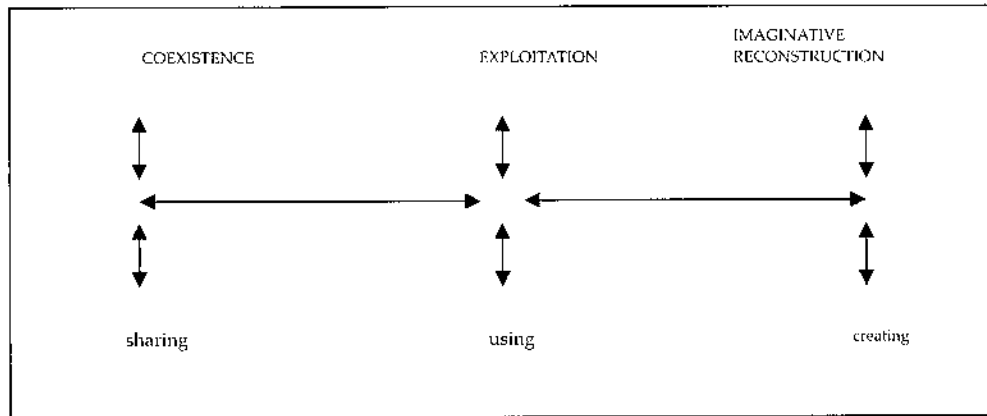 COEXISTENCE
EXPLOITATION
IMAGINATIVE
RECONSTRUCTION
sharing
using
creating